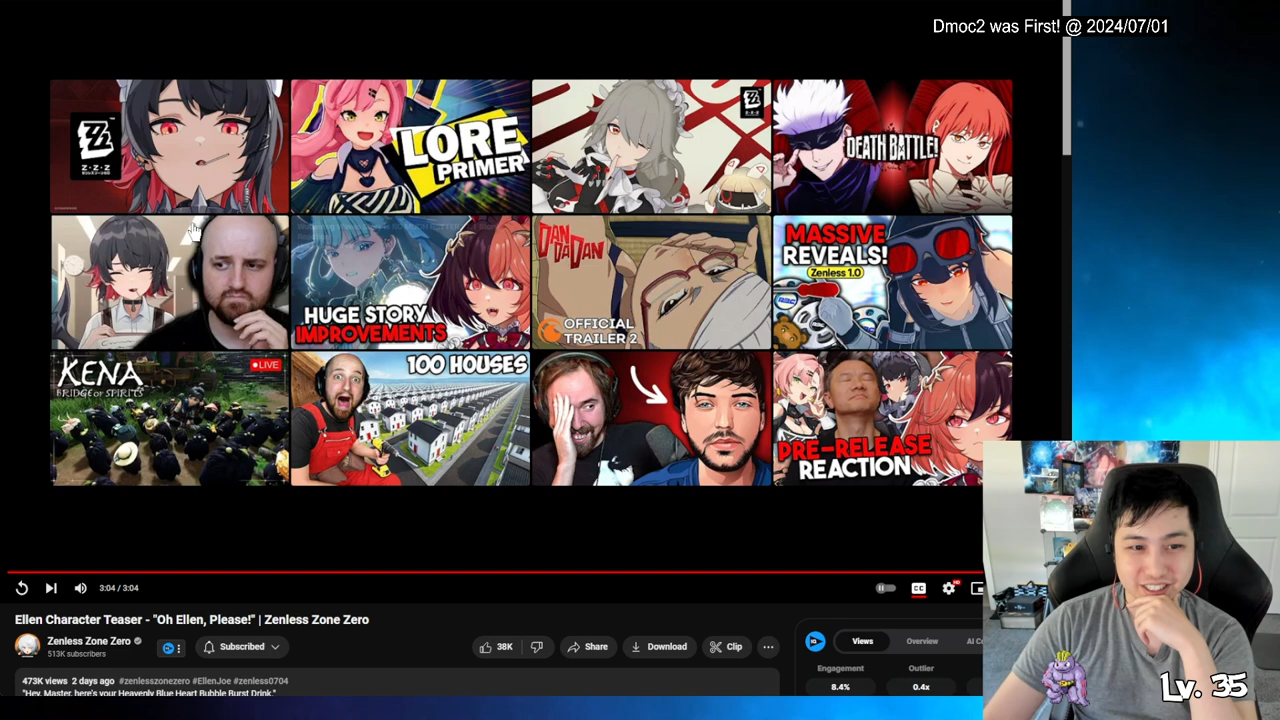 Dmoc2 was First! @ 2024/07/01
Z·Z·Z
LORE
PRIMER
Z·Z·Z
DEATH BATTLE!
HUGE STORY
IMPROVEMENTS
DAN
DA DAN
OFFICIAL
TRAILER 2
MASSIVE
REVEALS!
Zenless 1.0
KENA
BRIDGE OF SPIRITS
LIVE
100 HOUSES
PRE-RELEASE
REACTION
3:04 / 3:04
CC
HD
Ellen Character Teaser - "Oh Ellen, Please!" | Zenless Zone Zero
Zenless Zone Zero
513K subscribers
Subscribed
38K
Share
Download
Clip
Views
Overview
Engagement
Outlier
8.4%
0.4x
473K views 2 days ago #zenlesszonezero #EllenJoe #zenless0704
"Hey, Master, here's your Heavenly Blue Heart Bubble Burst Drink."
Lv. 35